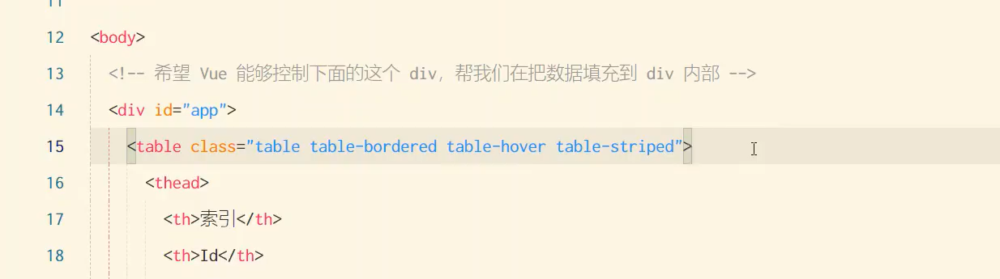 11
12 <body>
13 <!-- 希望 Vue 能够控制下面的这个 div，帮我们在把数据填充到 div 内部 -->
14 <div id="app">
15 <table class="table table-bordered table-hover table-striped">
16 <thead>
17 <th>索引</th>
18 <th>Id</th>